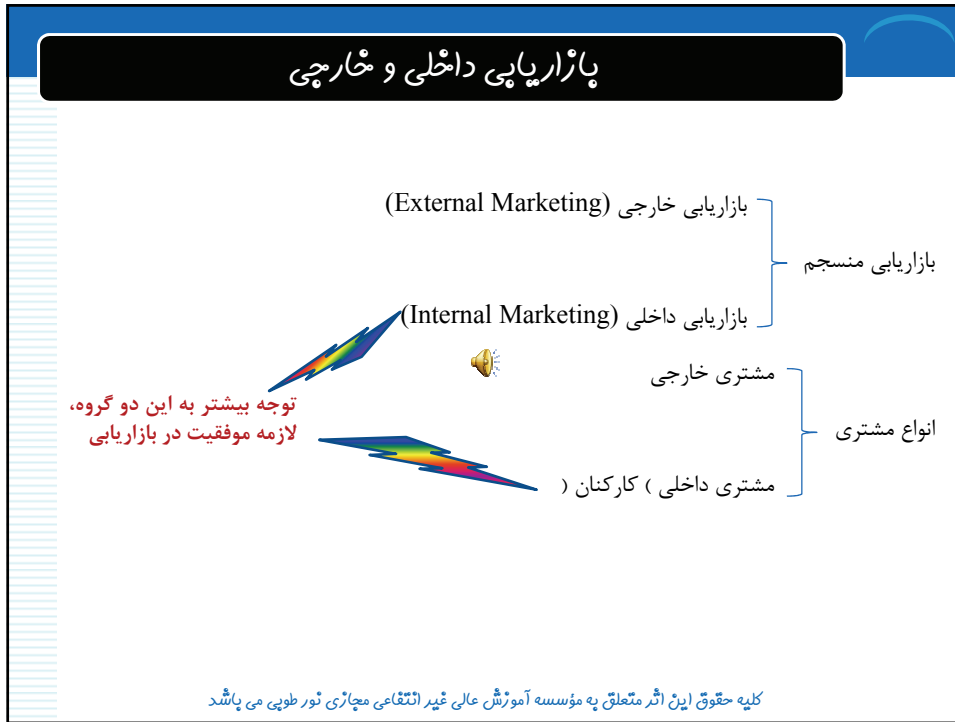 بازاریابی داخلی و خارجی
بازاریابی خارجی (External Marketing)
بازاریابی منسجم
بازاریابی داخلی (Internal Marketing)
مشتری خارجی
توجه بیشتر به این دو گروه،
لازمه موفقیت در بازاریابی
انواع مشتری
مشتری داخلی ) کارکنان (
کلیه حقوق این اثر متعلق به مؤسسه آموزش عالی غیر انتفاعی مجازی نور طوبی می باشد